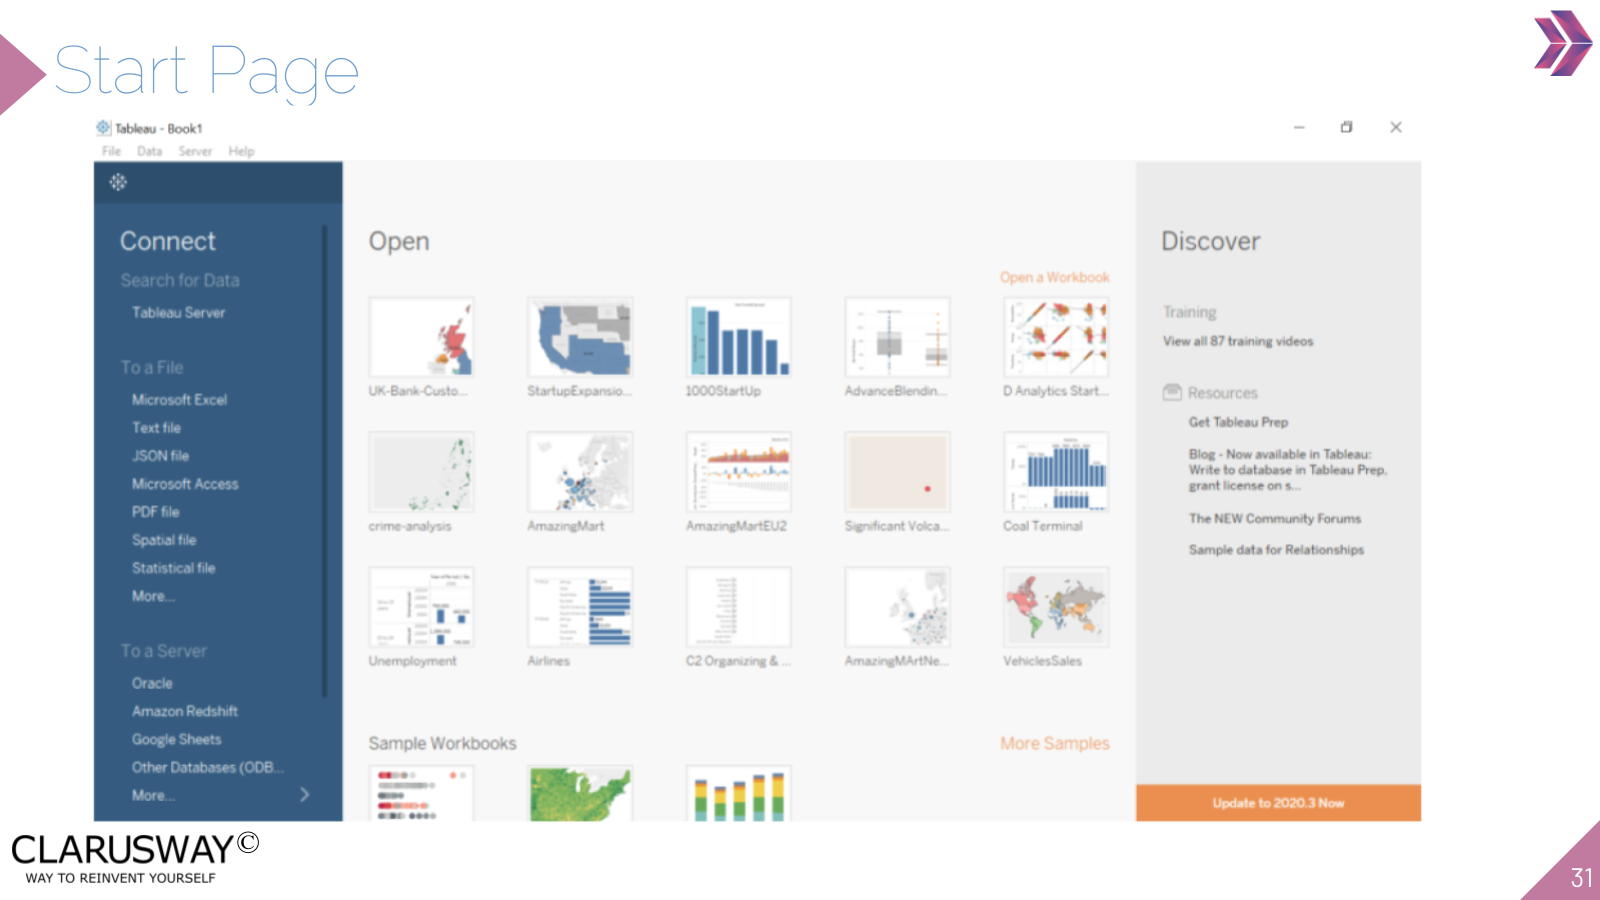 Start Page
Tableau - Book1
File Data Server Help
Connect
Search for Data
Tableau Server
To a File
Microsoft Excel
Text file
JSON file
Microsoft Access
PDF file
Spatial file
Statistical file
More...
To a Server
Oracle
Amazon Redshift
Google Sheets
Other Databases (ODB...
More...
Open
Open a Workbook
UK-Bank-Custo...
StartupExpansio...
1000StartUp
AdvanceBlendin...
D Analytics Start...
crime-analysis
AmazingMart
AmazingMartEU2
Significant Volca...
Coal Terminal
Unemployment
Airlines
C2 Organizing & ...
AmazingMArtNe...
VehiclesSales
Sample Workbooks
More Samples
Discover
Training
View all 87 training videos
Resources
Get Tableau Prep
Blog - Now available in Tableau:
Write to database in Tableau Prep,
grant license on s...
The NEW Community Forums
Sample data for Relationships
Update to 2020.3 Now
CLARUSWAY©
WAY TO REINVENT YOURSELF
31